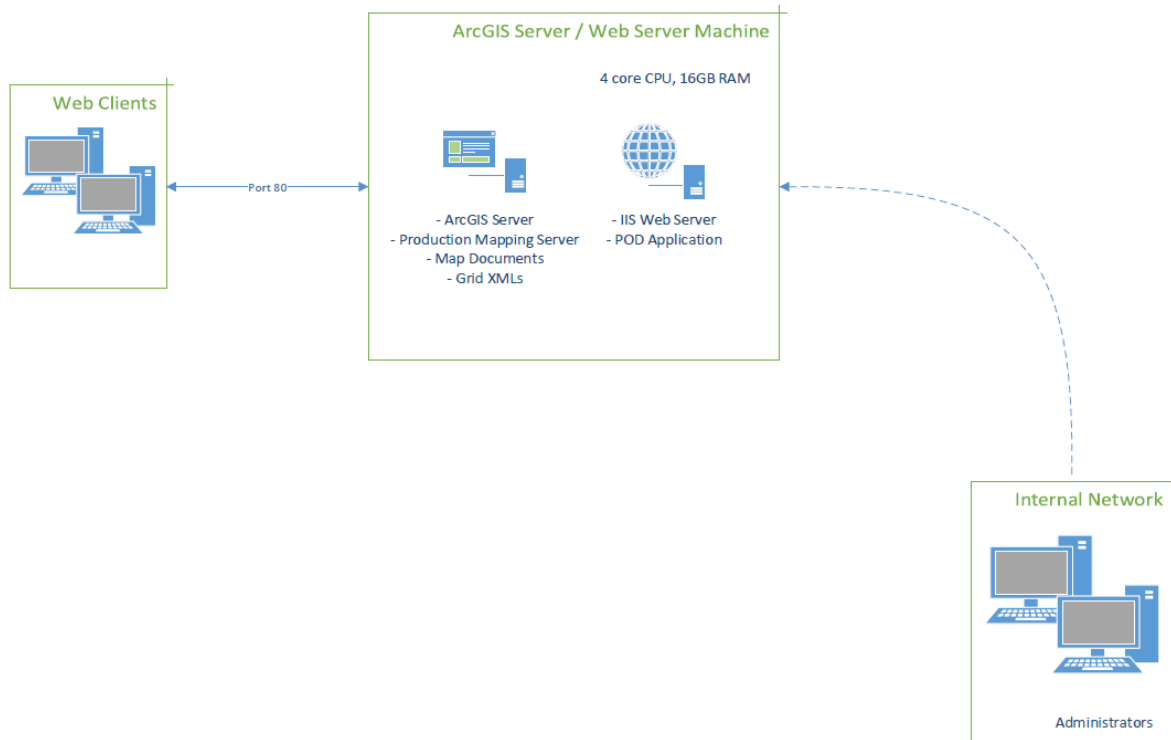 ArcGIS Server / Web Server Machine
4 core CPU, 16GB RAM
Web Clients
Port 80
- ArcGIS Server
- Production Mapping Server
- Map Documents
- Grid XMLs
- IIS Web Server
- POD Application
Internal Network
Administrators